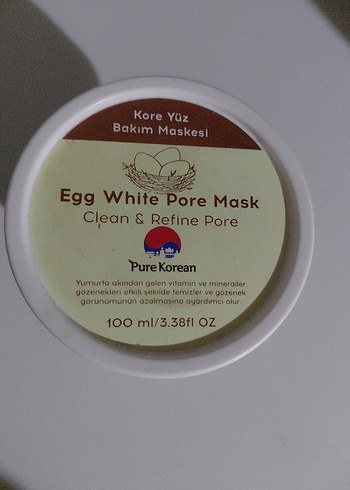 Kore Yüz
Bakım Maskesi
Egg White Pore Mask
Clean & Refine Pore
Pure Korean
Yumurta akından gelen vitamin ve mineraller
gözenekleri etkili şekilde temizler ve gözenek
görünümünün azalmasına ayardımcı olur.
100 ml/3.38fl OZ